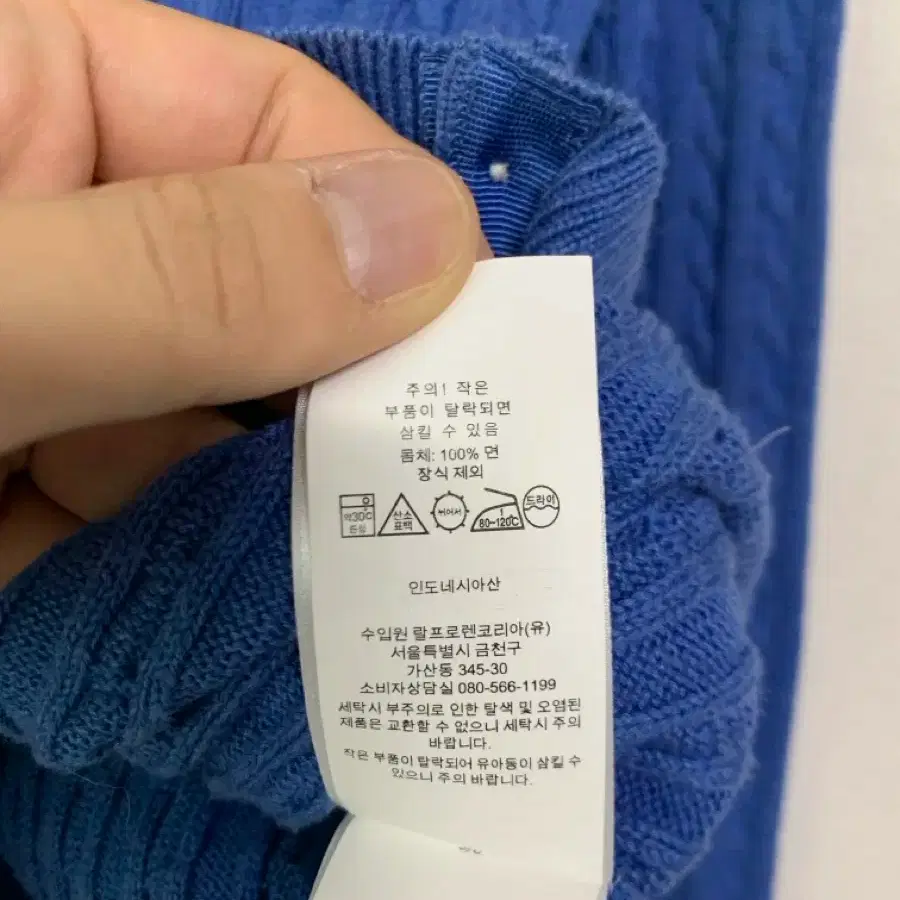 주의! 작은
부품이 탈락되면
삼킬 수 있음
몸체: 100% 면
장식 제외
약30℃
중성
산소
표백
뉘어서
80~120℃
드라이
인도네시아산
수입원 랄프로렌코리아(유)
서울특별시 금천구
가산동 345-30
소비자상담실 080-566-1199
세탁시 부주의로 인한 탈색 및 오염된
제품은 교환할 수 없으니 세탁시 주의
바랍니다.
작은 부품이 탈락되어 유아동이 삼킬 수
있으니 주의 바랍니다.